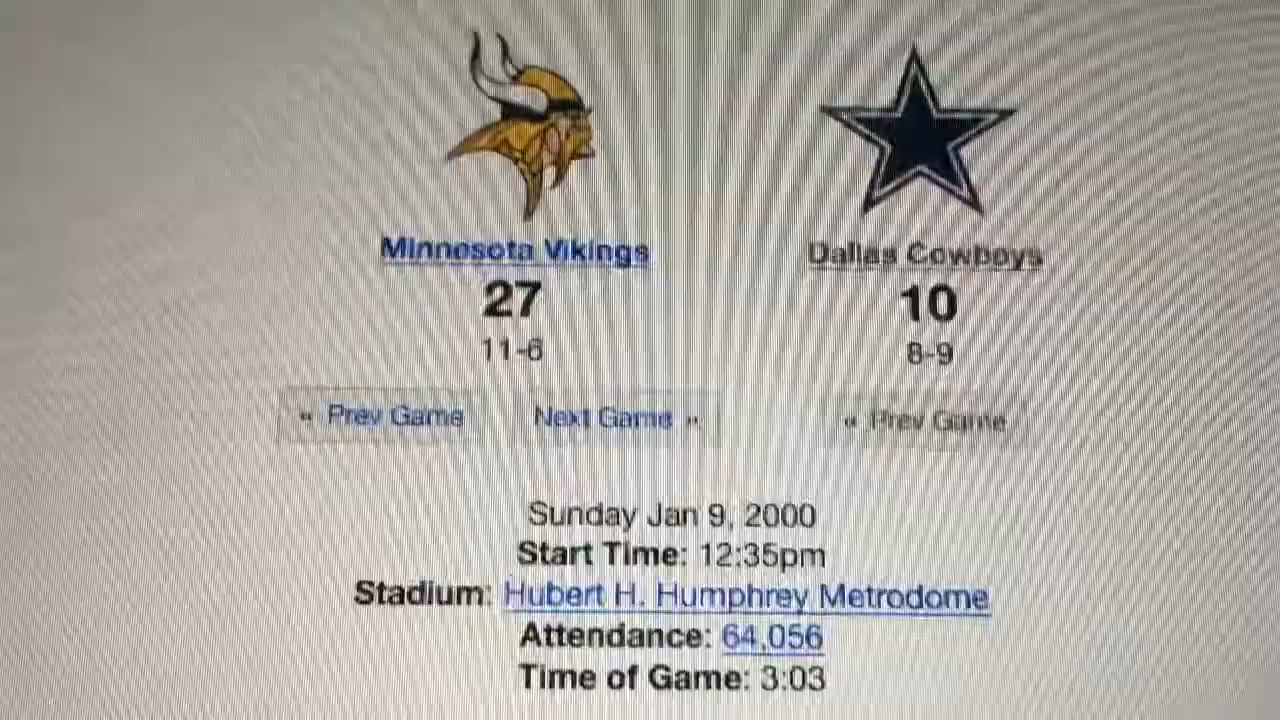 Minnesota Vikings
Dallas Cowboys
27
10
11-6
8-9
« Prev Game
Next Game »
« Prev Game
Sunday Jan 9, 2000
Start Time: 12:35pm
Stadium: Hubert H. Humphrey Metrodome
Attendance: 64,056
Time of Game: 3:03